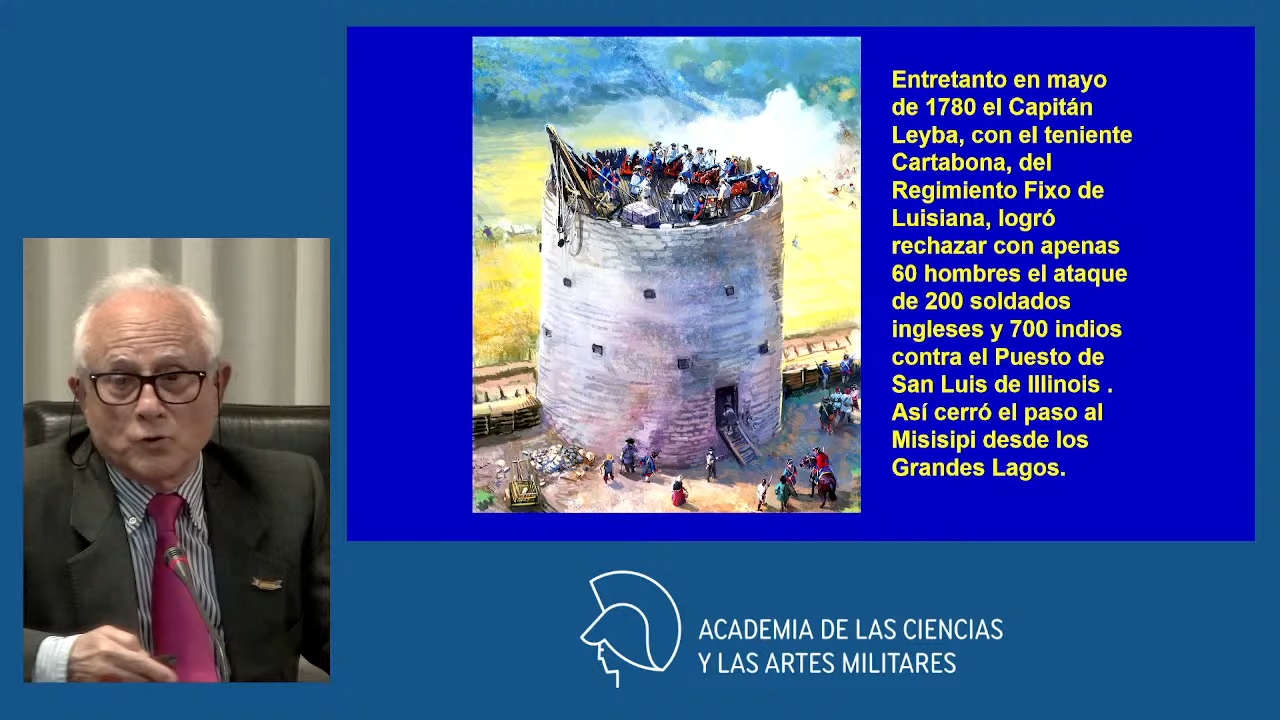 Entretanto en mayo
de 1780 el Capitán
Leyba, con el teniente
Cartabona, del
Regimiento Fixo de
Luisiana, logró
rechazar con apenas
60 hombres el ataque
de 200 soldados
ingleses y 700 indios
contra el Puesto de
San Luis de Illinois .
Así cerró el paso al
Misisipi desde los
Grandes Lagos.
ACADEMIA DE LAS CIENCIAS
Y LAS ARTES MILITARES